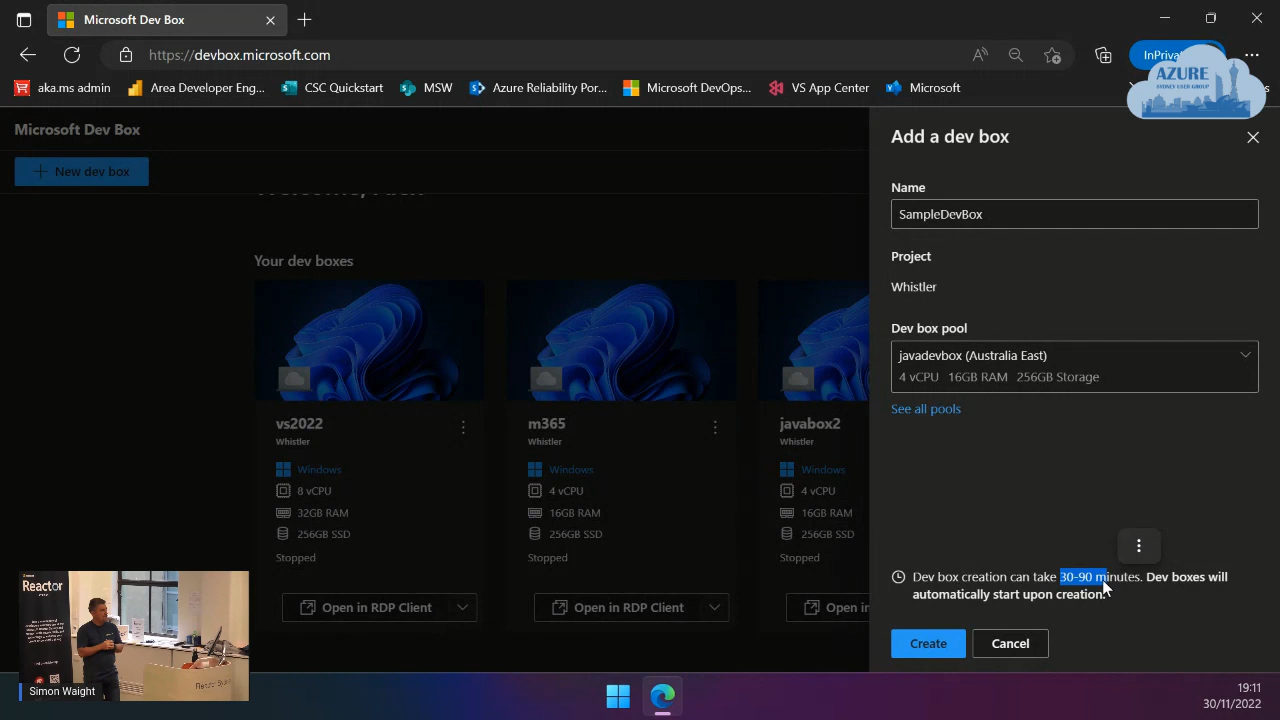 Microsoft Dev Box
https://devbox.microsoft.com
InPrivate
aka.ms admin
Area Developer Eng...
CSC Quickstart
MSW
azure Reliability Por...
Microsoft DevOps...
VS App Center
Microsoft
AZURE
SYDNEY USER GROUP
Microsoft Dev Box
New dev box
Your dev boxes
vs2022
Whistler
Windows
8 vCPU
32GB RAM
256GB SSD
Stopped
Open in RDP Client
m365
Whistler
Windows
4 vCPU
16GB RAM
256GB SSD
Stopped
Open in RDP Client
javabox2
Whistler
Windows
4 vCPU
16GB RAM
256GB SSD
Stopped
Open in
Add a dev box
Name
SampleDevBox
Project
Whistler
Dev box pool
javadevbox (Australia East)
4 vCPU 16GB RAM 256GB Storage
See all pools
Dev box creation can take 30-90 minutes. Dev boxes will
automatically start upon creation.
Create
Cancel
Reactor
Simon Waight
19:11
30/11/2022